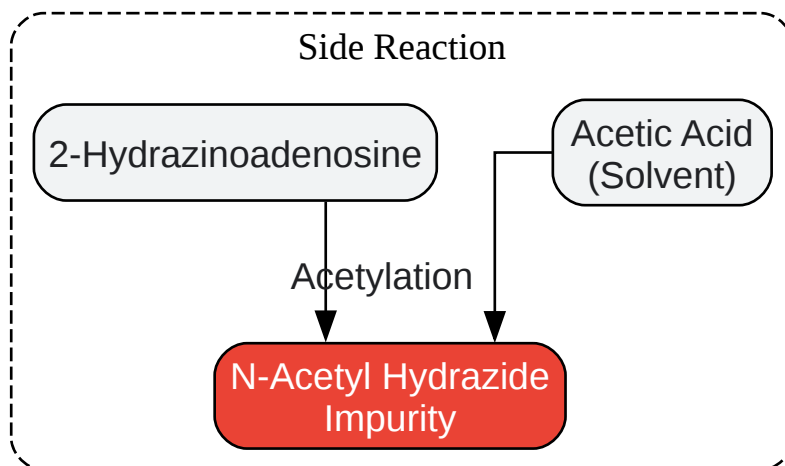 Side Reaction
2-Hydrazinoadenosine
Acetic Acid
(Solvent)
Acetylation
N-Acetyl Hydrazide
Impurity